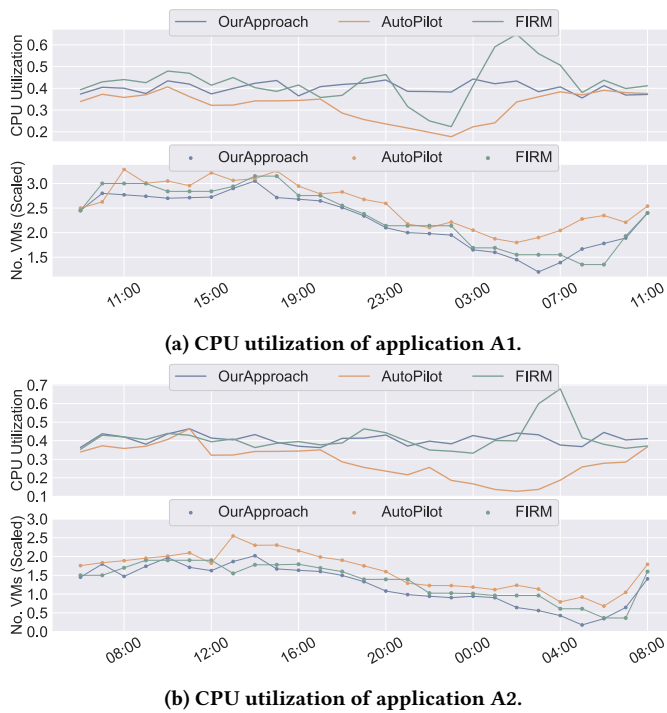 OurApproach AutoPilot FIRM
CPU Utilization
0.6
0.5
0.4
0.3
0.2
OurApproach AutoPilot FIRM
No. VMs (Scaled)
3.0
2.5
2.0
1.5
11:00 15:00 19:00 23:00 03:00 07:00 11:00
(a) CPU utilization of application A1.
OurApproach AutoPilot FIRM
CPU Utilization
0.7
0.6
0.5
0.4
0.3
0.2
0.1
OurApproach AutoPilot FIRM
No. VMs (Scaled)
3.0
2.5
2.0
1.5
1.0
0.5
0.0
08:00 12:00 16:00 20:00 00:00 04:00 08:00
(b) CPU utilization of application A2.